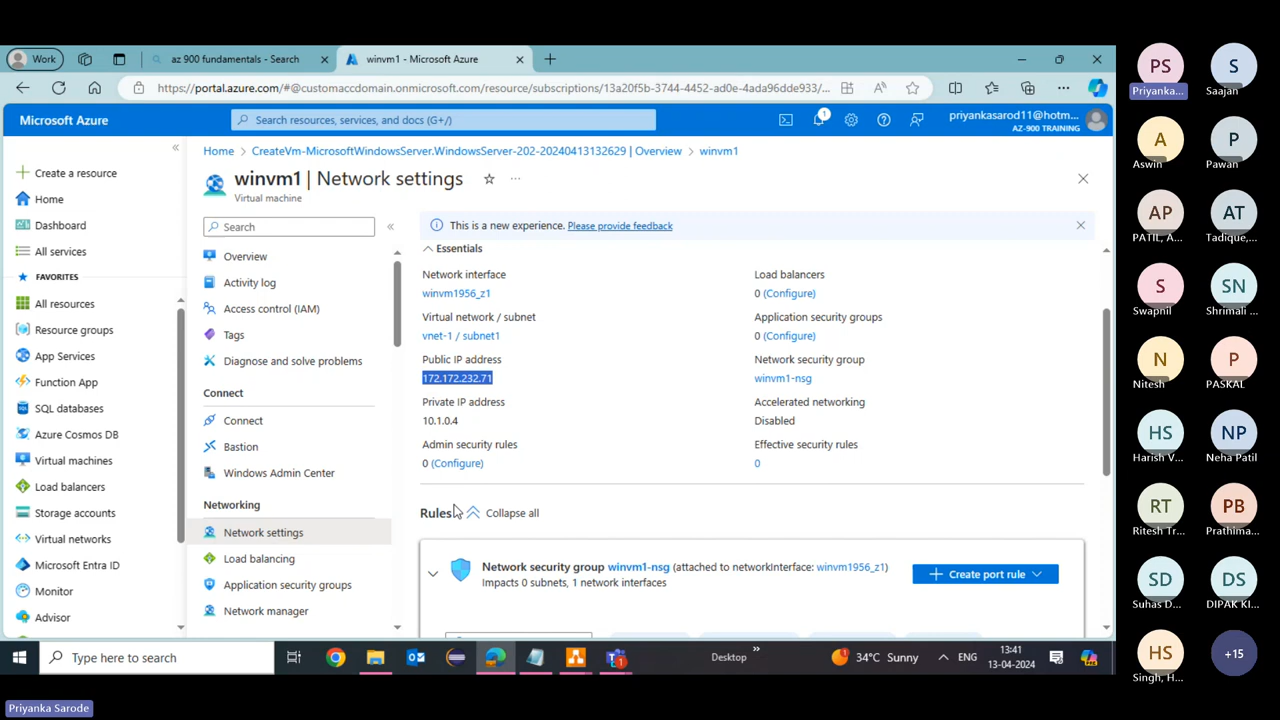 Work
az 900 fundamentals - Search
winvm1 - Microsoft Azure
https://portal.azure.com/#@customaccdomain.onmicrosoft.com/resource/subscriptions/13a20f5b-3744-4452-ad0e-4ada96dde933/...
Microsoft Azure
Search resources, services, and docs (G+/)
1
priyankasarod11@hotm...
AZ-900 TRAINING
Create a resource
Home
Dashboard
All services
FAVORITES
All resources
Resource groups
App Services
Function App
SQL databases
Azure Cosmos DB
Virtual machines
Load balancers
Storage accounts
Virtual networks
Microsoft Entra ID
Monitor
Advisor
Home > CreateVm-MicrosoftWindowsServer.WindowsServer-202-20240413132629 | Overview > winvm1
winvm1 | Network settings
Virtual machine
Search
Overview
Activity log
Access control (IAM)
Tags
Diagnose and solve problems
Connect
Connect
Bastion
Windows Admin Center
Networking
Network settings
Load balancing
Application security groups
Network manager
This is a new experience. Please provide feedback
Essentials
Network interface
winvm1956_z1
Virtual network / subnet
vnet-1 / subnet1
Public IP address
172.172.232.71
Private IP address
10.1.0.4
Admin security rules
0 (Configure)
Load balancers
0 (Configure)
Application security groups
0 (Configure)
Network security group
winvm1-nsg
Accelerated networking
Disabled
Effective security rules
0
Rules
Collapse all
Network security group winvm1-nsg (attached to networkInterface: winvm1956_z1)
Impacts 0 subnets, 1 network interfaces
Create port rule
Type here to search
1
Desktop
34°C Sunny
ENG
13:41
13-04-2024
Priyanka Sarode
PS
Priyanka...
S
Saajan
A
Aswin
P
Pawan
AP
PATIL, A...
AT
Tadique,...
S
Swapnil
SN
Shrimali ...
N
Nitesh
P
PASKAL
HS
Harish V...
NP
Neha Patil
RT
Ritesh Tr...
PB
Prathima...
SD
Suhas D...
DS
DIPAK KI...
HS
Singh, H...
+15